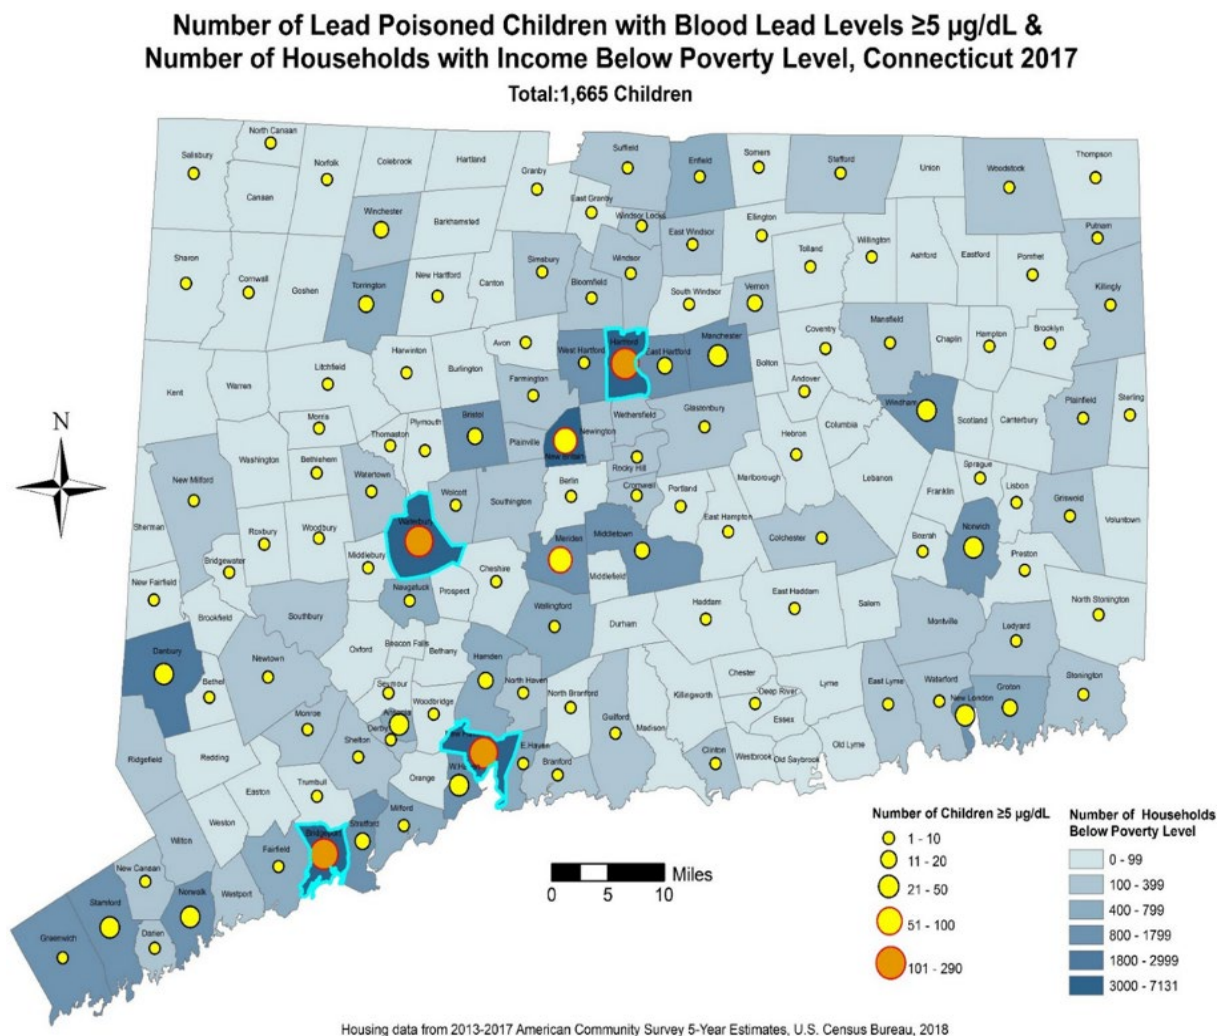 Number of Lead Poisoned Children with Blood Lead Levels ≥5 µg/dL &
Number of Households with Income Below Poverty Level, Connecticut 2017
Total:1,665 Children
North Canaan
Salisbury
Norfolk
Colebrook
Hartland
Suffield
Enfield
Somers
Stafford
Union
Woodstock
Thompson
Canaan
Granby
East Granby
Winchester
Barkhamsted
Windsor Locks
East Windsor
Ellington
Willington
Ashford
Eastford
Pomfret
Putnam
Sharon
Cornwall
Goshen
Torrington
New Hartford
Canton
Simsbury
Bloomfield
Windsor
South Windsor
Vernon
Tolland
Killingly
Kent
Warren
Litchfield
Harwinton
Burlington
Avon
West Hartford
Hartford
East Hartford
Manchester
Bolton
Coventry
Mansfield
Chaplin
Hampton
Brooklyn
Farmington
Andover
Morris
Thomaston
Plymouth
Bristol
Plainville
New Britain
Newington
Wethersfield
Glastonbury
Hebron
Columbia
Windham
Scotland
Canterbury
Plainfield
Sterling
N
New Milford
Washington
Bethlehem
Watertown
Wolcott
Southington
Berlin
Rocky Hill
Cromwell
Portland
Marlborough
Lebanon
Franklin
Sprague
Lisbon
Griswold
Voluntown
Sherman
Roxbury
Woodbury
Waterbury
Meriden
Middletown
East Hampton
Colchester
Bozrah
Norwich
Preston
Bridgewater
Middlebury
Cheshire
Middlefield
New Fairfield
Brookfield
Southbury
Naugatuck
Prospect
Wallingford
Durham
Haddam
East Haddam
Salem
Montville
Ledyard
North Stonington
Danbury
Bethel
Newtown
Oxford
Beacon Falls
Bethany
Hamden
North Haven
North Branford
Killingworth
Chester
Deep River
Essex
Lyme
East Lyme
Waterford
New London
Groton
Stonington
Seymour
Woodbridge
Ansonia
Derby
Monroe
Shelton
Ridgefield
Redding
Easton
Trumbull
Orange
E.Haven
Branford
Guilford
Madison
Clinton
Westbrook
Old Saybrook
Old Lyme
Weston
Wilton
Bridgeport
Stratford
Milford
Fairfield
New Canaan
Westport
Norwalk
Stamford
Darien
Greenwich
Miles
0 5 10
Number of Children ≥5 µg/dL
1 - 10
11 - 20
21 - 50
51 - 100
101 - 290
Number of Households
Below Poverty Level
0 - 99
100 - 399
400 - 799
800 - 1799
1800 - 2999
3000 - 7131
Housing data from 2013-2017 American Community Survey 5-Year Estimates, U.S. Census Bureau, 2018